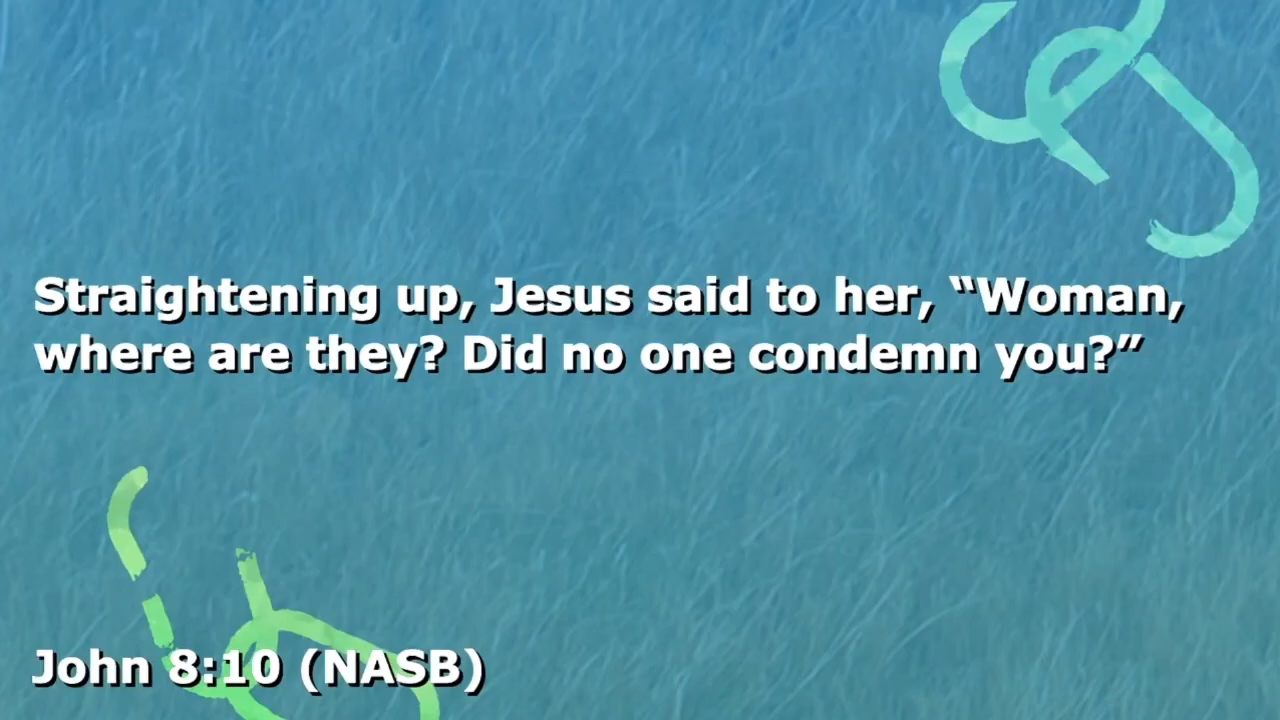 Straightening up, Jesus said to her, “Woman,
where are they? Did no one condemn you?”
John 8:10 (NASB)